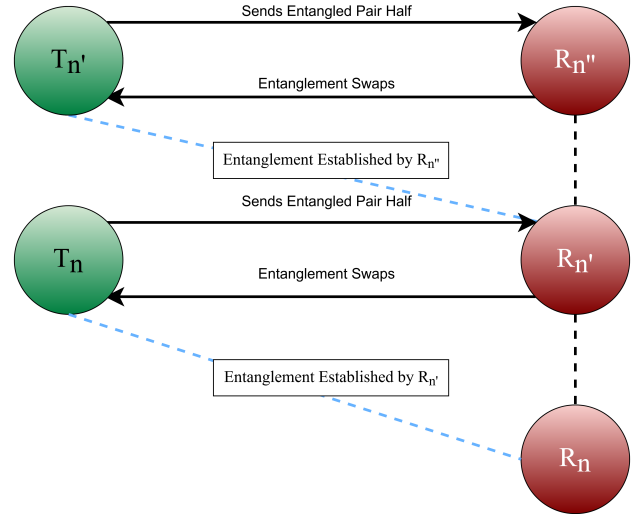 Sends Entangled Pair Half
Tn' Rn"
Entanglement Swaps
Entanglement Established by Rn"
Sends Entangled Pair Half
Tn Rn'
Entanglement Swaps
Entanglement Established by Rn'
Rn